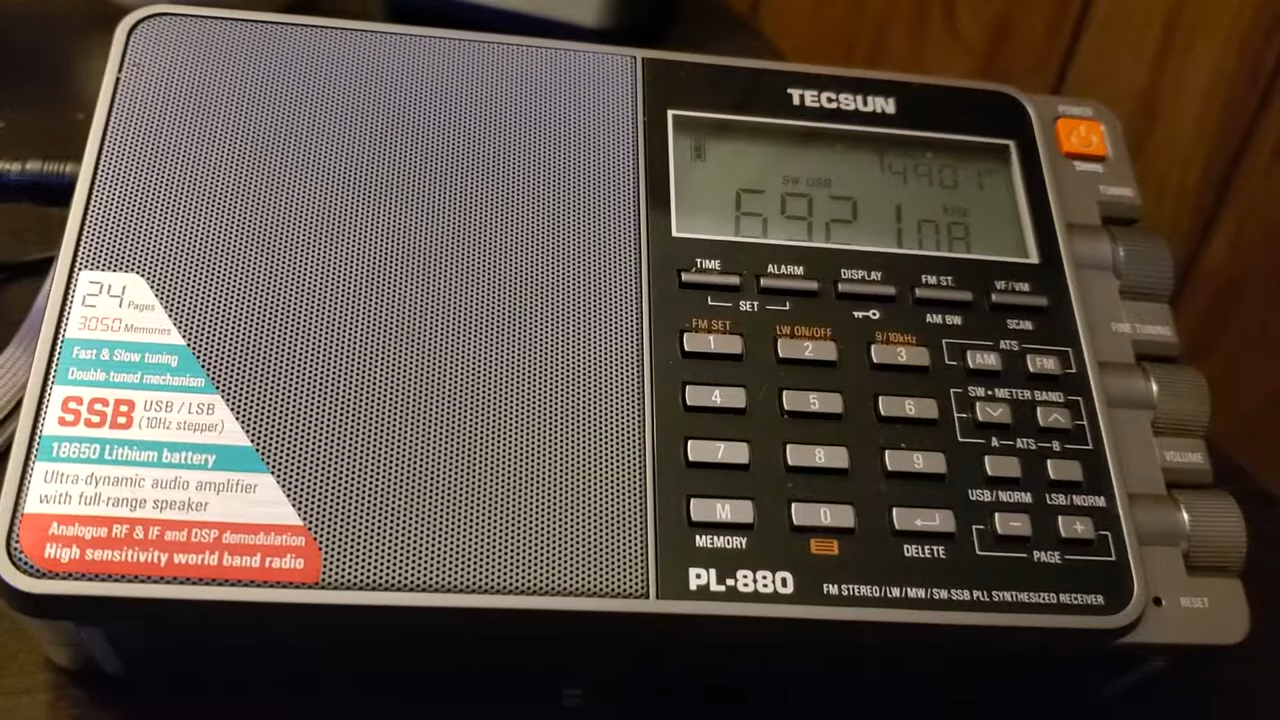 TECSUN
POWER
SW USB
kHz
6921.08
TUNING
FINE TUNING
VOLUME
RESET
TIME ALARM DISPLAY FM ST. VF/VM
SET AM BW SCAN
FM SET LW ON/OFF 9/10kHz ATS
1 2 3 AM FM
SW • METER BAND
4 5 6
A — ATS — B
7 8 9
USB/NORM LSB/NORM
M 0 - +
MEMORY DELETE PAGE
PL-880 FM STEREO/LW/MW/SW-SSB PLL SYNTHESIZED RECEIVER
24 Pages
3050 Memories
Fast & Slow tuning
Double-tuned mechanism
SSB USB / LSB
(10Hz stepper)
18650 Lithium battery
Ultra-dynamic audio amplifier
with full-range speaker
Analogue RF & IF and DSP demodulation
High sensitivity world band radio